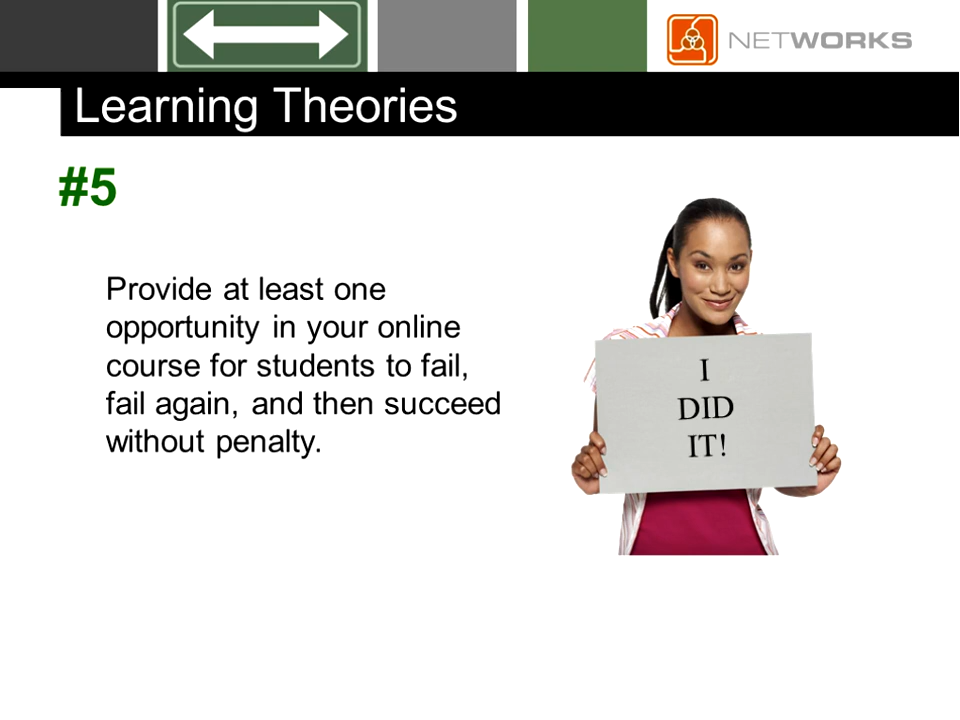 NETWORKS
Learning Theories
#5
Provide at least one
opportunity in your online
course for students to fail,
fail again, and then succeed
without penalty.
I
DID
IT!